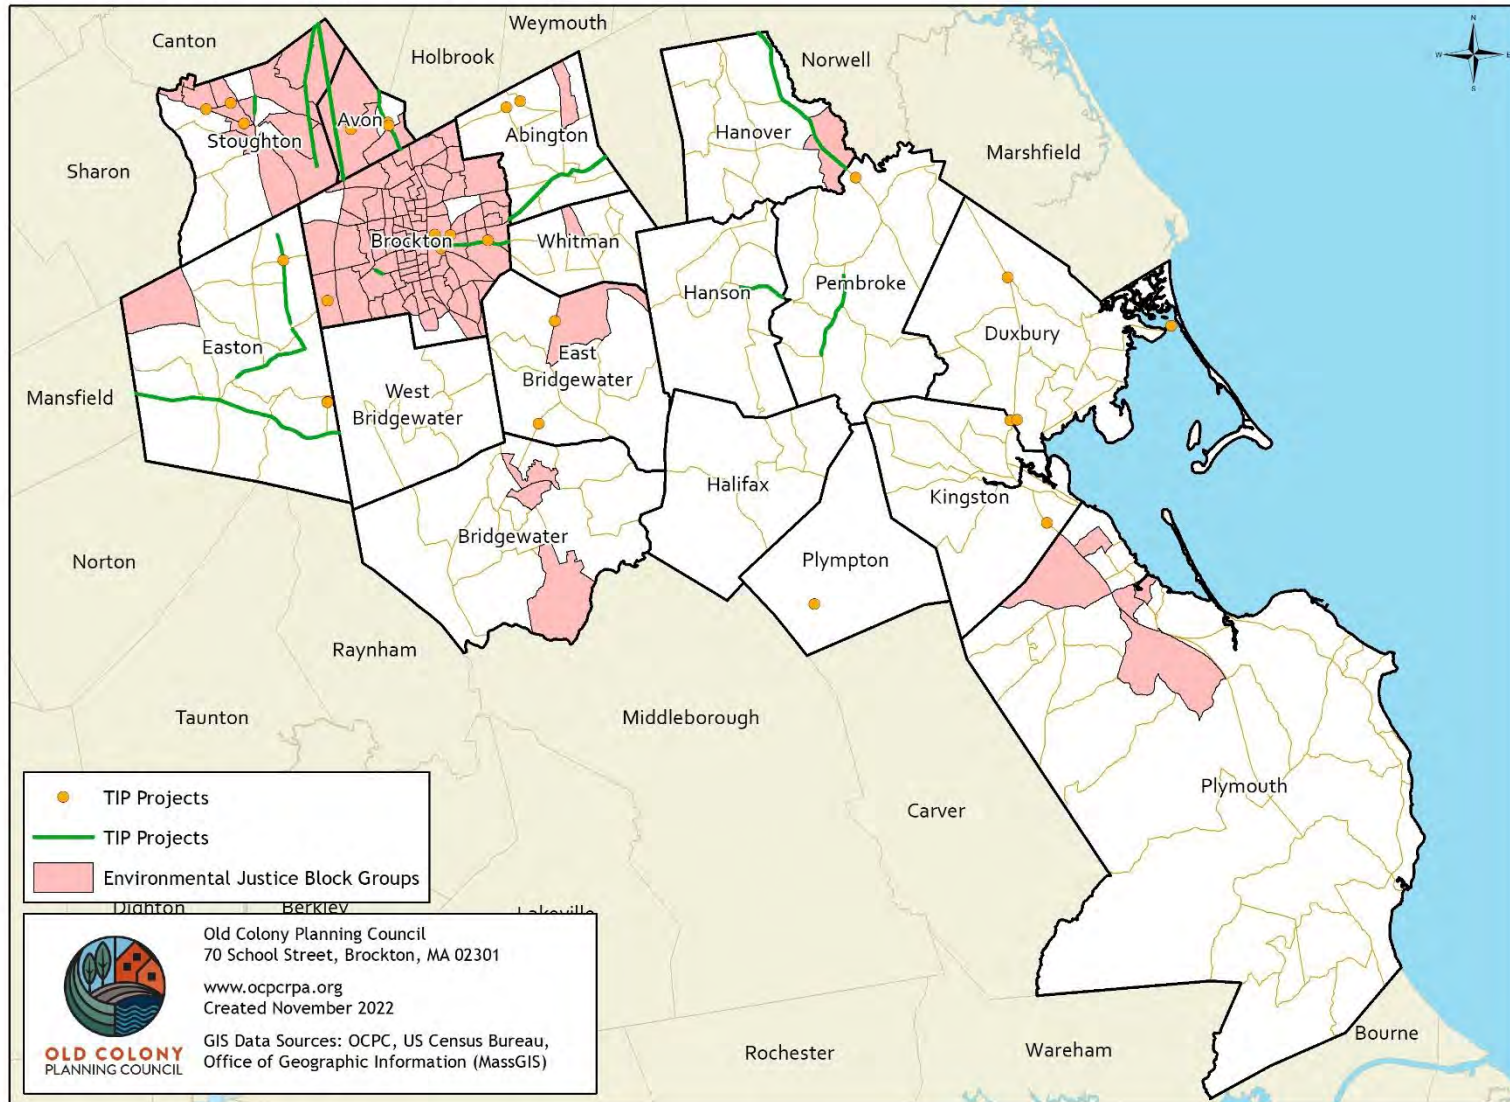 Weymouth
Canton
Holbrook
Norwell
N
W
E
S
Avon
Stoughton
Abington
Hanover
Marshfield
Sharon
Brockton
Whitman
Hanson
Pembroke
Duxbury
Easton
East
Bridgewater
West
Bridgewater
Mansfield
Halifax
Kingston
Bridgewater
Plympton
Norton
Raynham
Taunton
Middleborough
Plymouth
Carver
TIP Projects
TIP Projects
Environmental Justice Block Groups
Dighton
Berkley
Lakeville
Old Colony Planning Council
70 School Street, Brockton, MA 02301
www.ocpcrpa.org
Created November 2022
GIS Data Sources: OCPC, US Census Bureau,
Office of Geographic Information (MassGIS)
OLD COLONY
PLANNING COUNCIL
Rochester
Wareham
Bourne